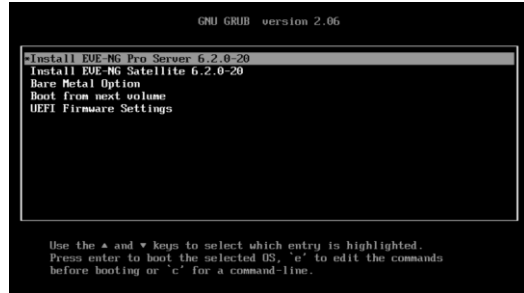 GNU GRUB version 2.06
*Install EVE-NG Pro Server 6.2.0-20
Install EVE-NG Satellite 6.2.0-20
Bare Metal Option
Boot from next volume
UEFI Firmware Settings
Use the ▲ and ▼ keys to select which entry is highlighted.
Press enter to boot the selected OS, `e' to edit the commands
before booting or `c' for a command-line.